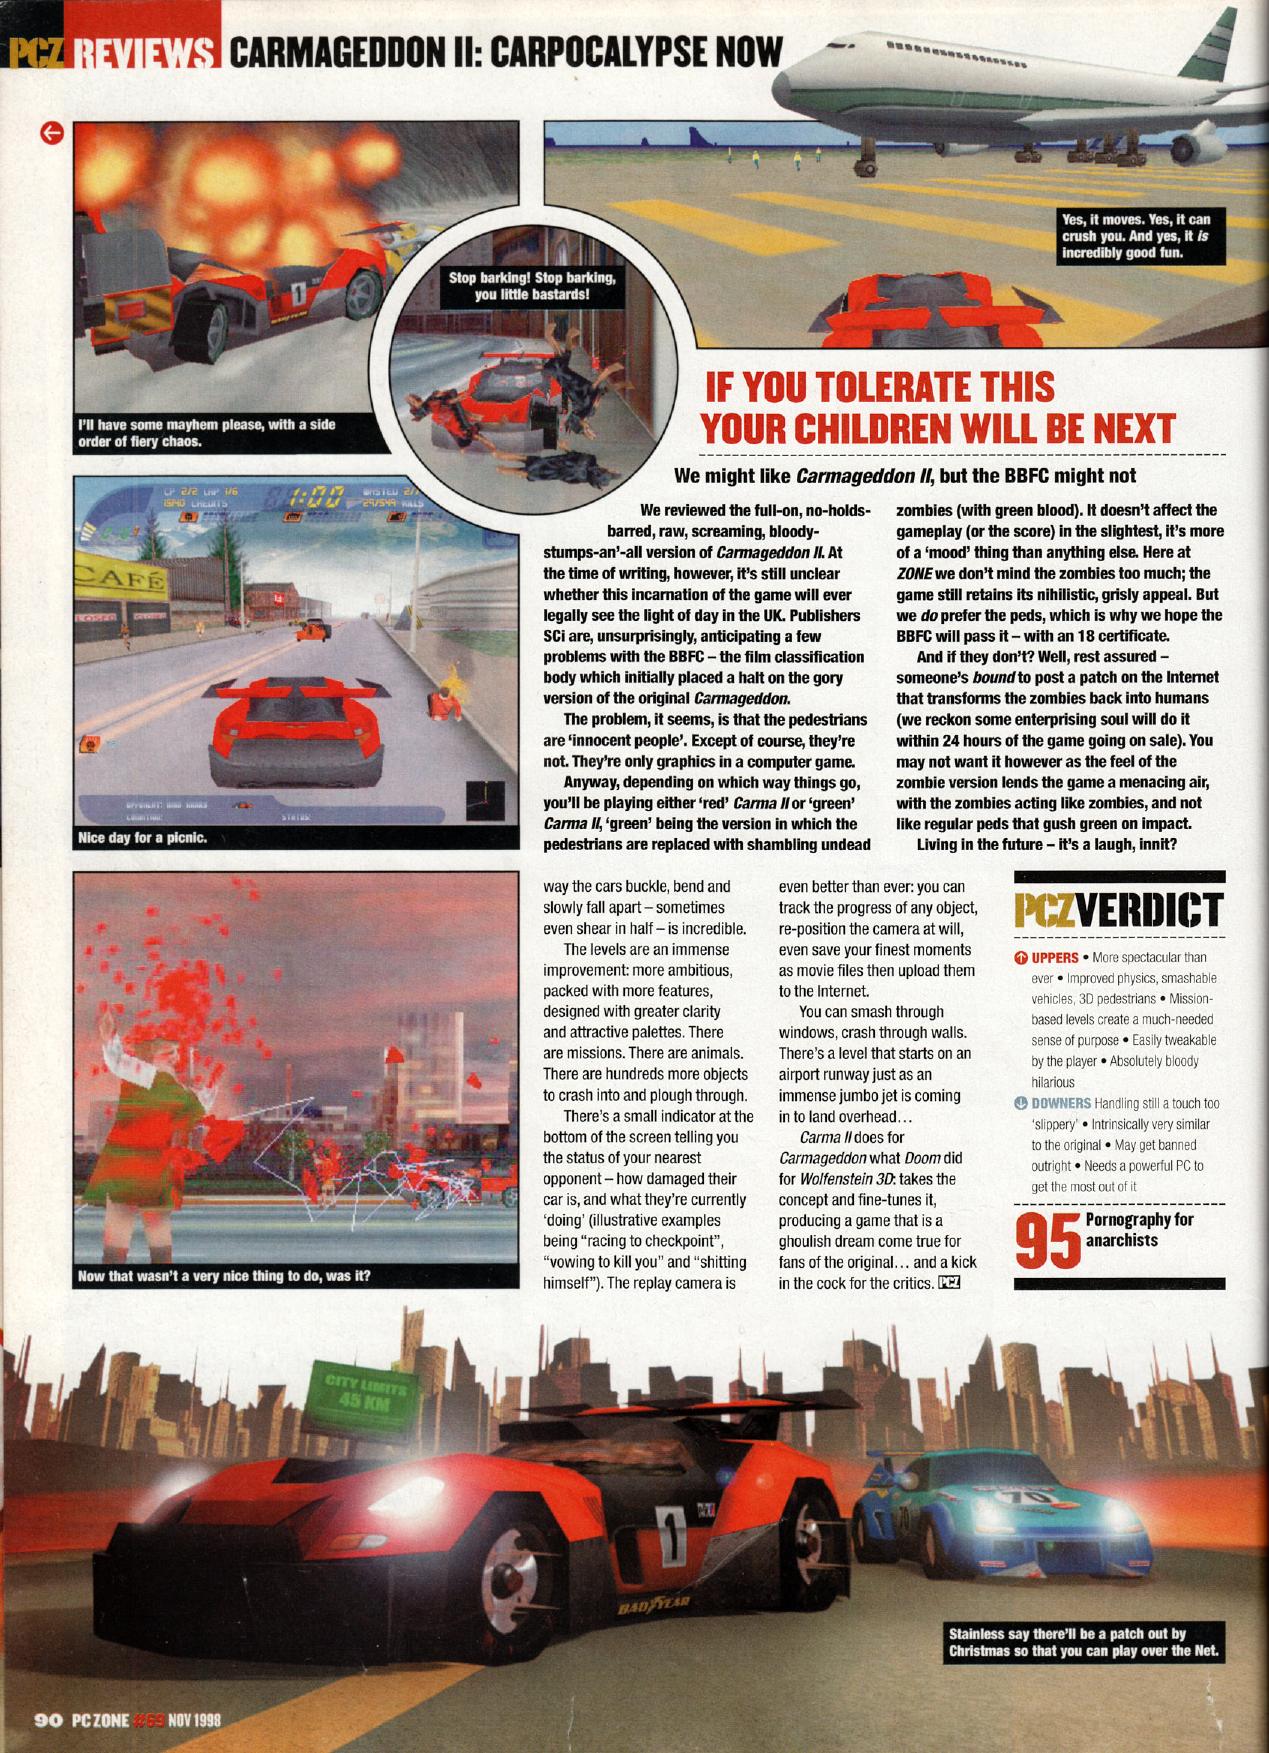 PCZ REVIEWS CARMAGEDDON II: CARPOCALYPSE NOW
I'll have some mayhem please, with a side
order of fiery chaos.
Stop barking! Stop barking,
you little bastards!
Yes, it moves. Yes, it can
crush you. And yes, it is
incredibly good fun.
IF YOU TOLERATE THIS
YOUR CHILDREN WILL BE NEXT
We might like Carmageddon II, but the BBFC might not
We reviewed the full-on, no-holds-
barred, raw, screaming, bloody-
stumps-an'-all version of Carmageddon II. At
the time of writing, however, it's still unclear
whether this incarnation of the game will ever
legally see the light of day in the UK. Publishers
SCi are, unsurprisingly, anticipating a few
problems with the BBFC – the film classification
body which initially placed a halt on the gory
version of the original Carmageddon.
The problem, it seems, is that the pedestrians
are 'innocent people'. Except of course, they're
not. They're only graphics in a computer game.
Anyway, depending on which way things go,
you'll be playing either 'red' Carma II or 'green'
Carma II, 'green' being the version in which the
pedestrians are replaced with shambling undead
zombies (with green blood). It doesn't affect the
gameplay (or the score) in the slightest, it's more
of a 'mood' thing than anything else. Here at
ZONE we don't mind the zombies too much; the
game still retains its nihilistic, grisly appeal. But
we do prefer the peds, which is why we hope the
BBFC will pass it – with an 18 certificate.
And if they don't? Well, rest assured –
someone's bound to post a patch on the Internet
that transforms the zombies back into humans
(we reckon some enterprising soul will do it
within 24 hours of the game going on sale). You
may not want it however as the feel of the
zombie version lends the game a menacing air,
with the zombies acting like zombies, and not
like regular peds that gush green on impact.
Living in the future – it's a laugh, innit?
CP 2/2 LAP 1/6
1:00
WASTED 2/
CREDITS
29/549 KILLS
CAFÉ
CLOSED
OPPONENT:
CONDITION:
STATUS:
Nice day for a picnic.
Now that wasn't a very nice thing to do, was it?
way the cars buckle, bend and
slowly fall apart – sometimes
even shear in half – is incredible.
The levels are an immense
improvement: more ambitious,
packed with more features,
designed with greater clarity
and attractive palettes. There
are missions. There are animals.
There are hundreds more objects
to crash into and plough through.
There's a small indicator at the
bottom of the screen telling you
the status of your nearest
opponent – how damaged their
car is, and what they're currently
'doing' (illustrative examples
being "racing to checkpoint",
"vowing to kill you" and "shitting
himself"). The replay camera is
even better than ever: you can
track the progress of any object,
re-position the camera at will,
even save your finest moments
as movie files then upload them
to the Internet.
You can smash through
windows, crash through walls.
There's a level that starts on an
airport runway just as an
immense jumbo jet is coming
in to land overhead...
Carma II does for
Carmageddon what Doom did
for Wolfenstein 3D: takes the
concept and fine-tunes it,
producing a game that is a
ghoulish dream come true for
fans of the original... and a kick
in the cock for the critics. PCZ
PCZVERDICT
UPPERS • More spectacular than
ever • Improved physics, smashable
vehicles, 3D pedestrians • Mission-
based levels create a much-needed
sense of purpose • Easily tweakable
by the player • Absolutely bloody
hilarious
DOWNERS Handling still a touch too
'slippery' • Intrinsically very similar
to the original • May get banned
outright • Needs a powerful PC to
get the most out of it
95 Pornography for
anarchists
CITY LIMITS
45 KM
1
70
BAD YEAR
Stainless say there'll be a patch out by
Christmas so that you can play over the Net.
90 PC ZONE #69 NOV 1998